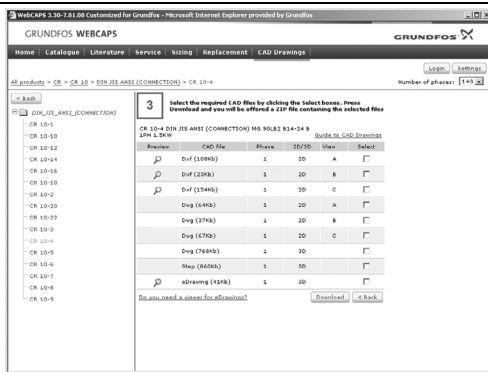 WebCAPS 3.30-7.81.08 Customized for Grundfos - Microsoft Internet Explorer provided by Grundfos
GRUNDFOS WEBCAPS
GRUNDFOS
Home | Catalogue | Literature | Service | Sizing | Replacement | CAD Drawings
Login Settings
All products > CR > CR 10 > DIN JIS ANSI (CONNECTION) > CR 10-4
Number of phases: 1+3
< Back
DIN_JIS_ANSI_(CONNECTION)
CR 10-1
CR 10-10
CR 10-12
CR 10-14
CR 10-16
CR 10-18
CR 10-2
CR 10-20
CR 10-22
CR 10-3
CR 10-4
CR 10-5
CR 10-6
CR 10-7
CR 10-8
CR 10-9
3
Select the required CAD files by clicking the Select boxes. Press
Download and you will be offered a ZIP file containing the selected files
CR 10-4 DIN JIS ANSI (CONNECTION) MG 90LB2 B14-24 B
1PH 1.5KW
Guide to CAD Drawings
Preview CAD file Phase 2D/3D View Select
Dxf (108Kb) 1 2D A
Dxf (23Kb) 1 2D B
Dxf (154Kb) 1 2D C
Dwg (64Kb) 1 2D A
Dwg (37Kb) 1 2D B
Dwg (67Kb) 1 2D C
Dwg (768Kb) 1 3D
Step (860Kb) 1 3D
eDrawing (41Kb) 1 3D
Do you need a viewer for eDrawings?
Download < Back